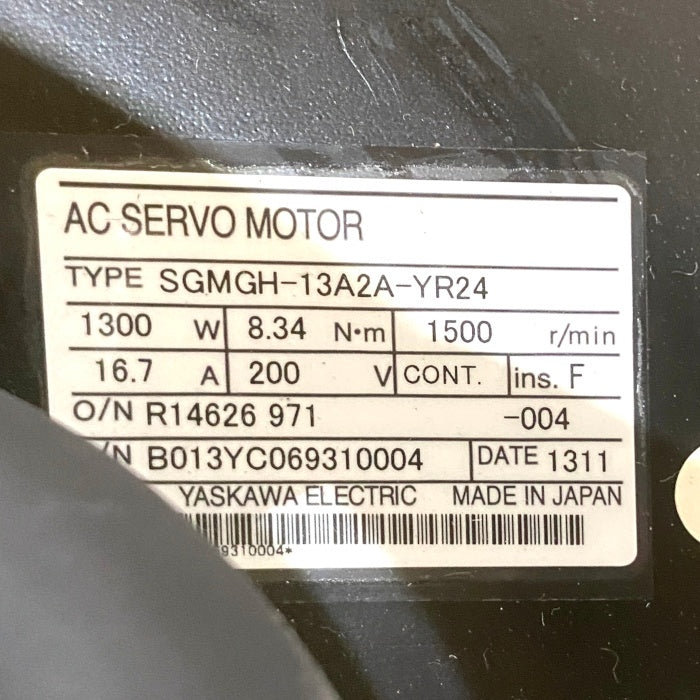 AC SERVO MOTOR
TYPE SGMGH-13A2A-YR24
1300 W 8.34 N•m 1500 r/min
16.7 A 200 V CONT. ins. F
O/N R14626 971 -004
/N B013YC069310004 DATE 1311
YASKAWA ELECTRIC MADE IN JAPAN
9310004*